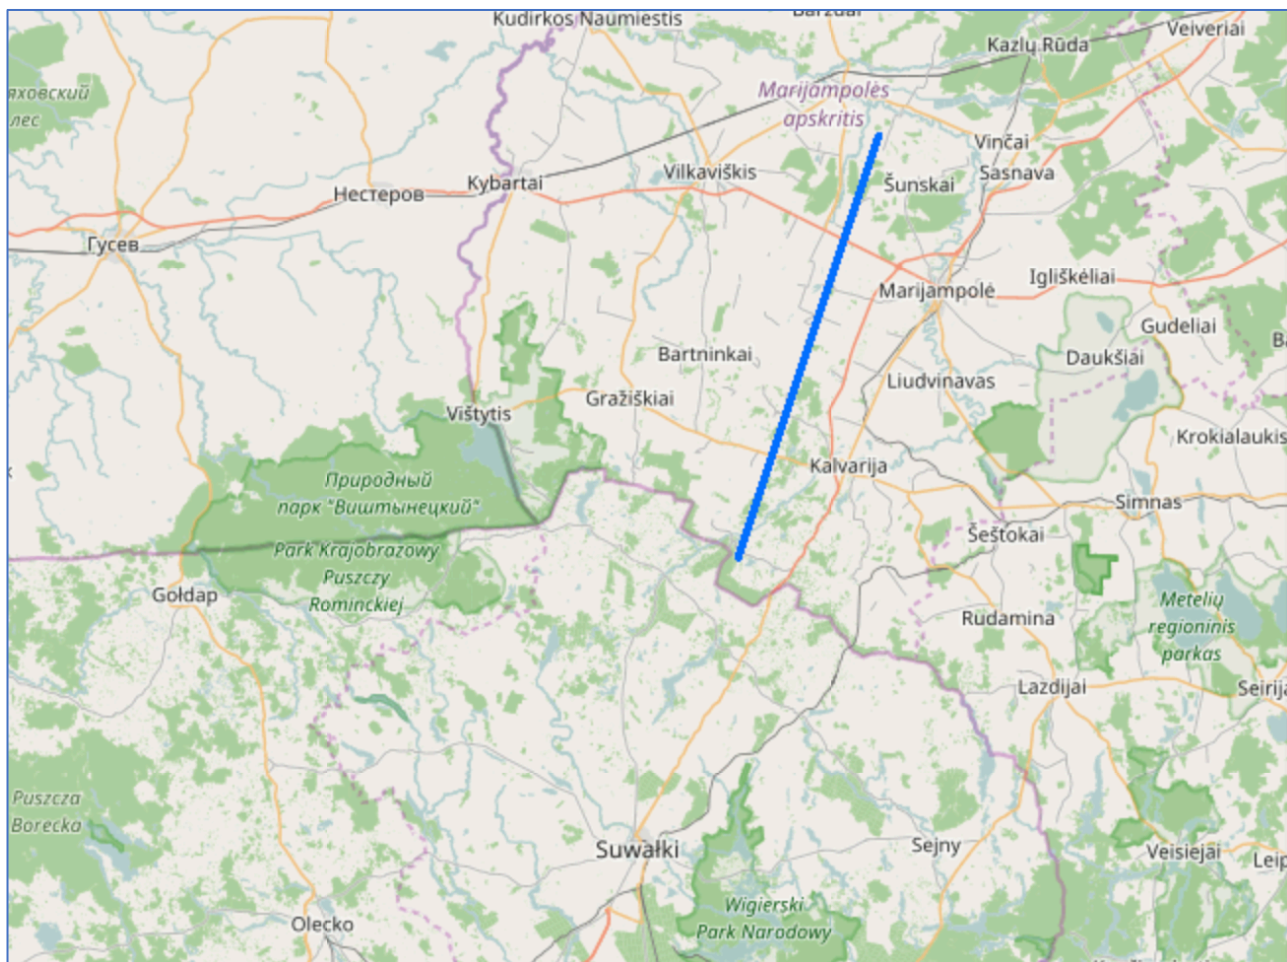 Kudirkos Naumiestis
Kazlų Rūda
Veiveriai
Marijampolės
apskritis
лес
Vinčai
Vilkaviškis
Sasnava
Kybartai
Šunskai
Нестеров
Гусев
Igliškėliai
Marijampolė
Gudeliai
Bartninkai
Daukšiai
Liudvinavas
Gražiškiai
Vištytis
Krokialaukis
Kalvarija
Природный
парк "Виштынецкий"
Simnas
Šeštokai
Park Krajobrazowy
Puszczy
Rominckiej
Gołdap
Metelių
regioninis
parkas
Rudamina
Lazdijai
Puszcza
Borecka
Suwałki
Sejny
Veisiejai
Wigierski
Park Narodowy
Olecko